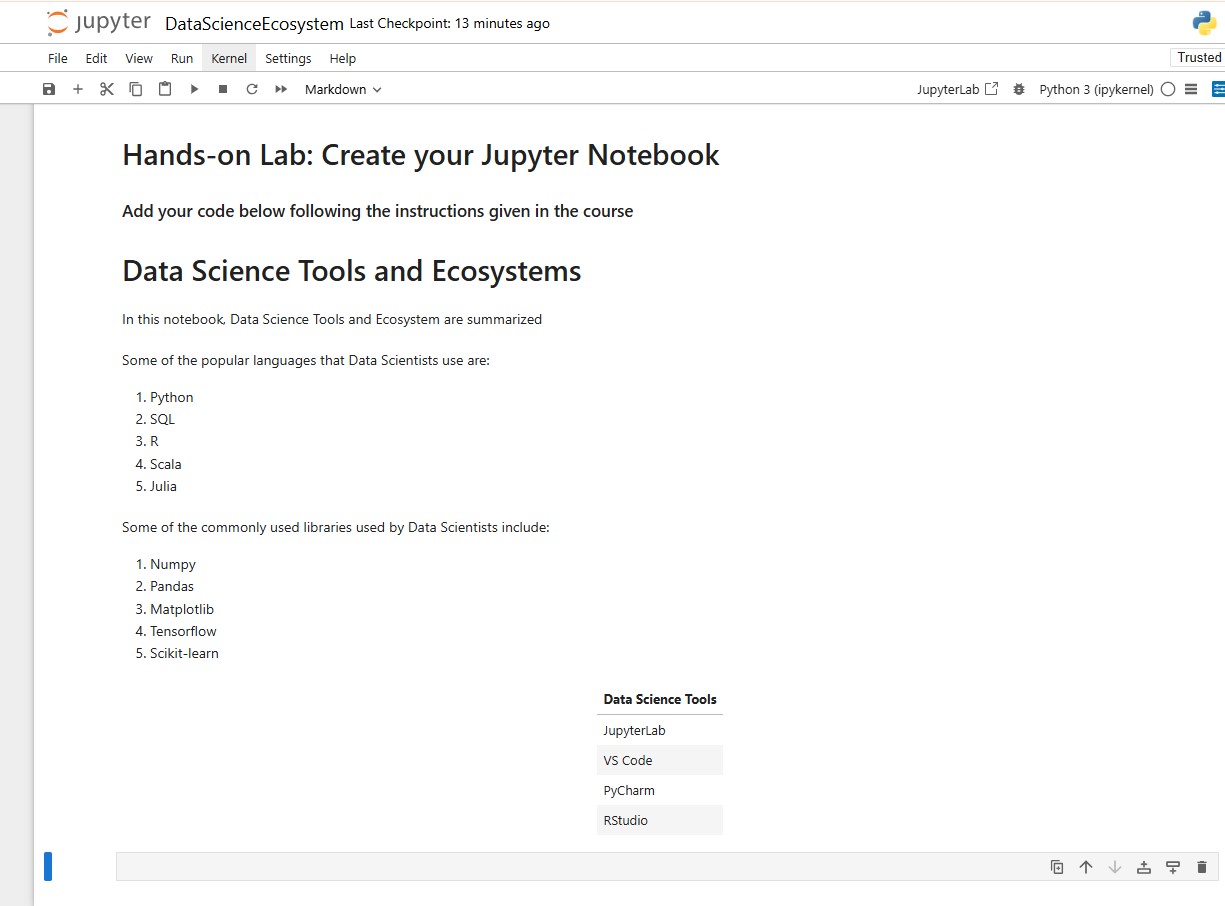 jupyter DataScienceEcosystem Last Checkpoint: 13 minutes ago
File Edit View Run Kernel Settings Help Trusted
Markdown JupyterLab Python 3 (ipykernel)
Hands-on Lab: Create your Jupyter Notebook
Add your code below following the instructions given in the course
Data Science Tools and Ecosystems
In this notebook, Data Science Tools and Ecosystem are summarized
Some of the popular languages that Data Scientists use are:
1. Python
2. SQL
3. R
4. Scala
5. Julia
Some of the commonly used libraries used by Data Scientists include:
1. Numpy
2. Pandas
3. Matplotlib
4. Tensorflow
5. Scikit-learn
Data Science Tools
JupyterLab
VS Code
PyCharm
RStudio